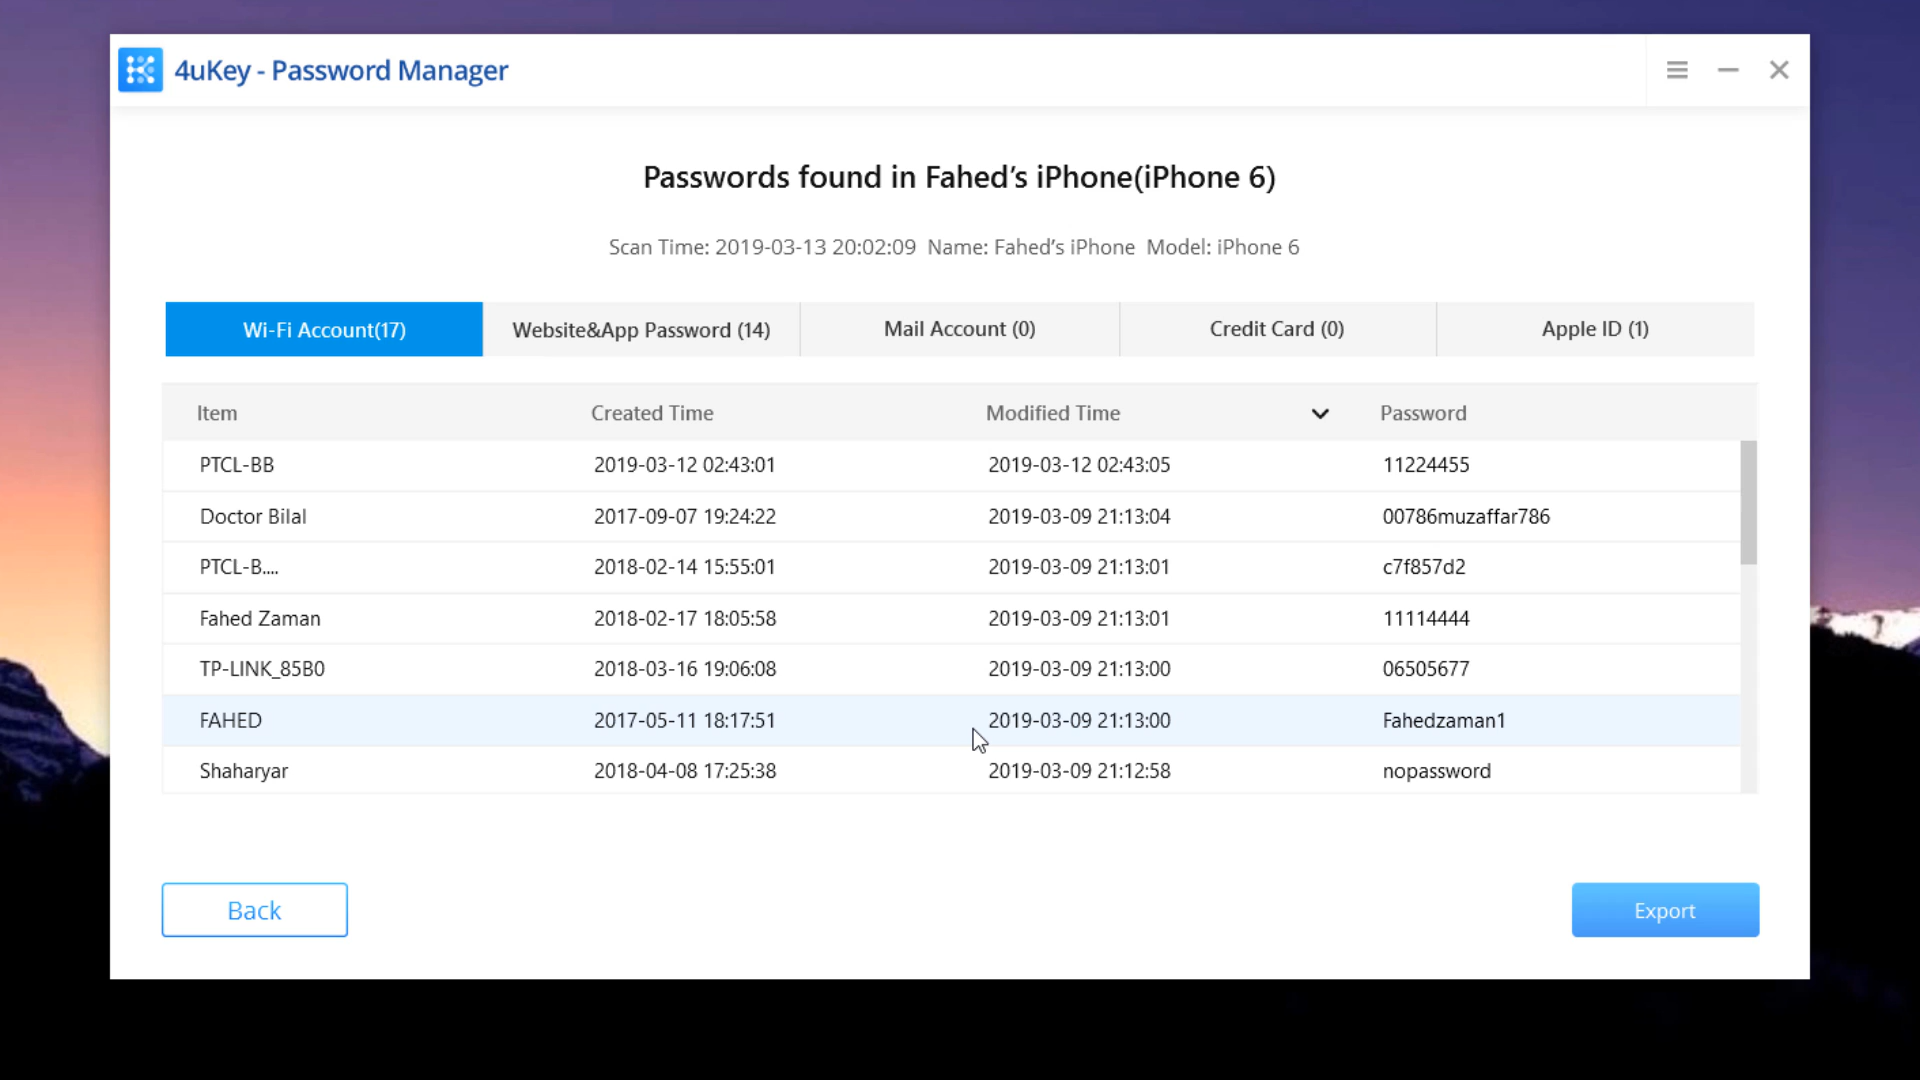 4uKey - Password Manager
Passwords found in Fahed's iPhone(iPhone 6)
Scan Time: 2019-03-13 20:02:09 Name: Fahed's iPhone Model: iPhone 6
Wi-Fi Account(17) Website&App Password (14) Mail Account (0) Credit Card (0) Apple ID (1)
Item Created Time Modified Time Password
PTCL-BB 2019-03-12 02:43:01 2019-03-12 02:43:05 11224455
Doctor Bilal 2017-09-07 19:24:22 2019-03-09 21:13:04 00786muzaffar786
PTCL-B.... 2018-02-14 15:55:01 2019-03-09 21:13:01 c7f857d2
Fahed Zaman 2018-02-17 18:05:58 2019-03-09 21:13:01 11114444
TP-LINK_85B0 2018-03-16 19:06:08 2019-03-09 21:13:00 06505677
FAHED 2017-05-11 18:17:51 2019-03-09 21:13:00 Fahedzaman1
Shaharyar 2018-04-08 17:25:38 2019-03-09 21:12:58 nopassword
Back Export